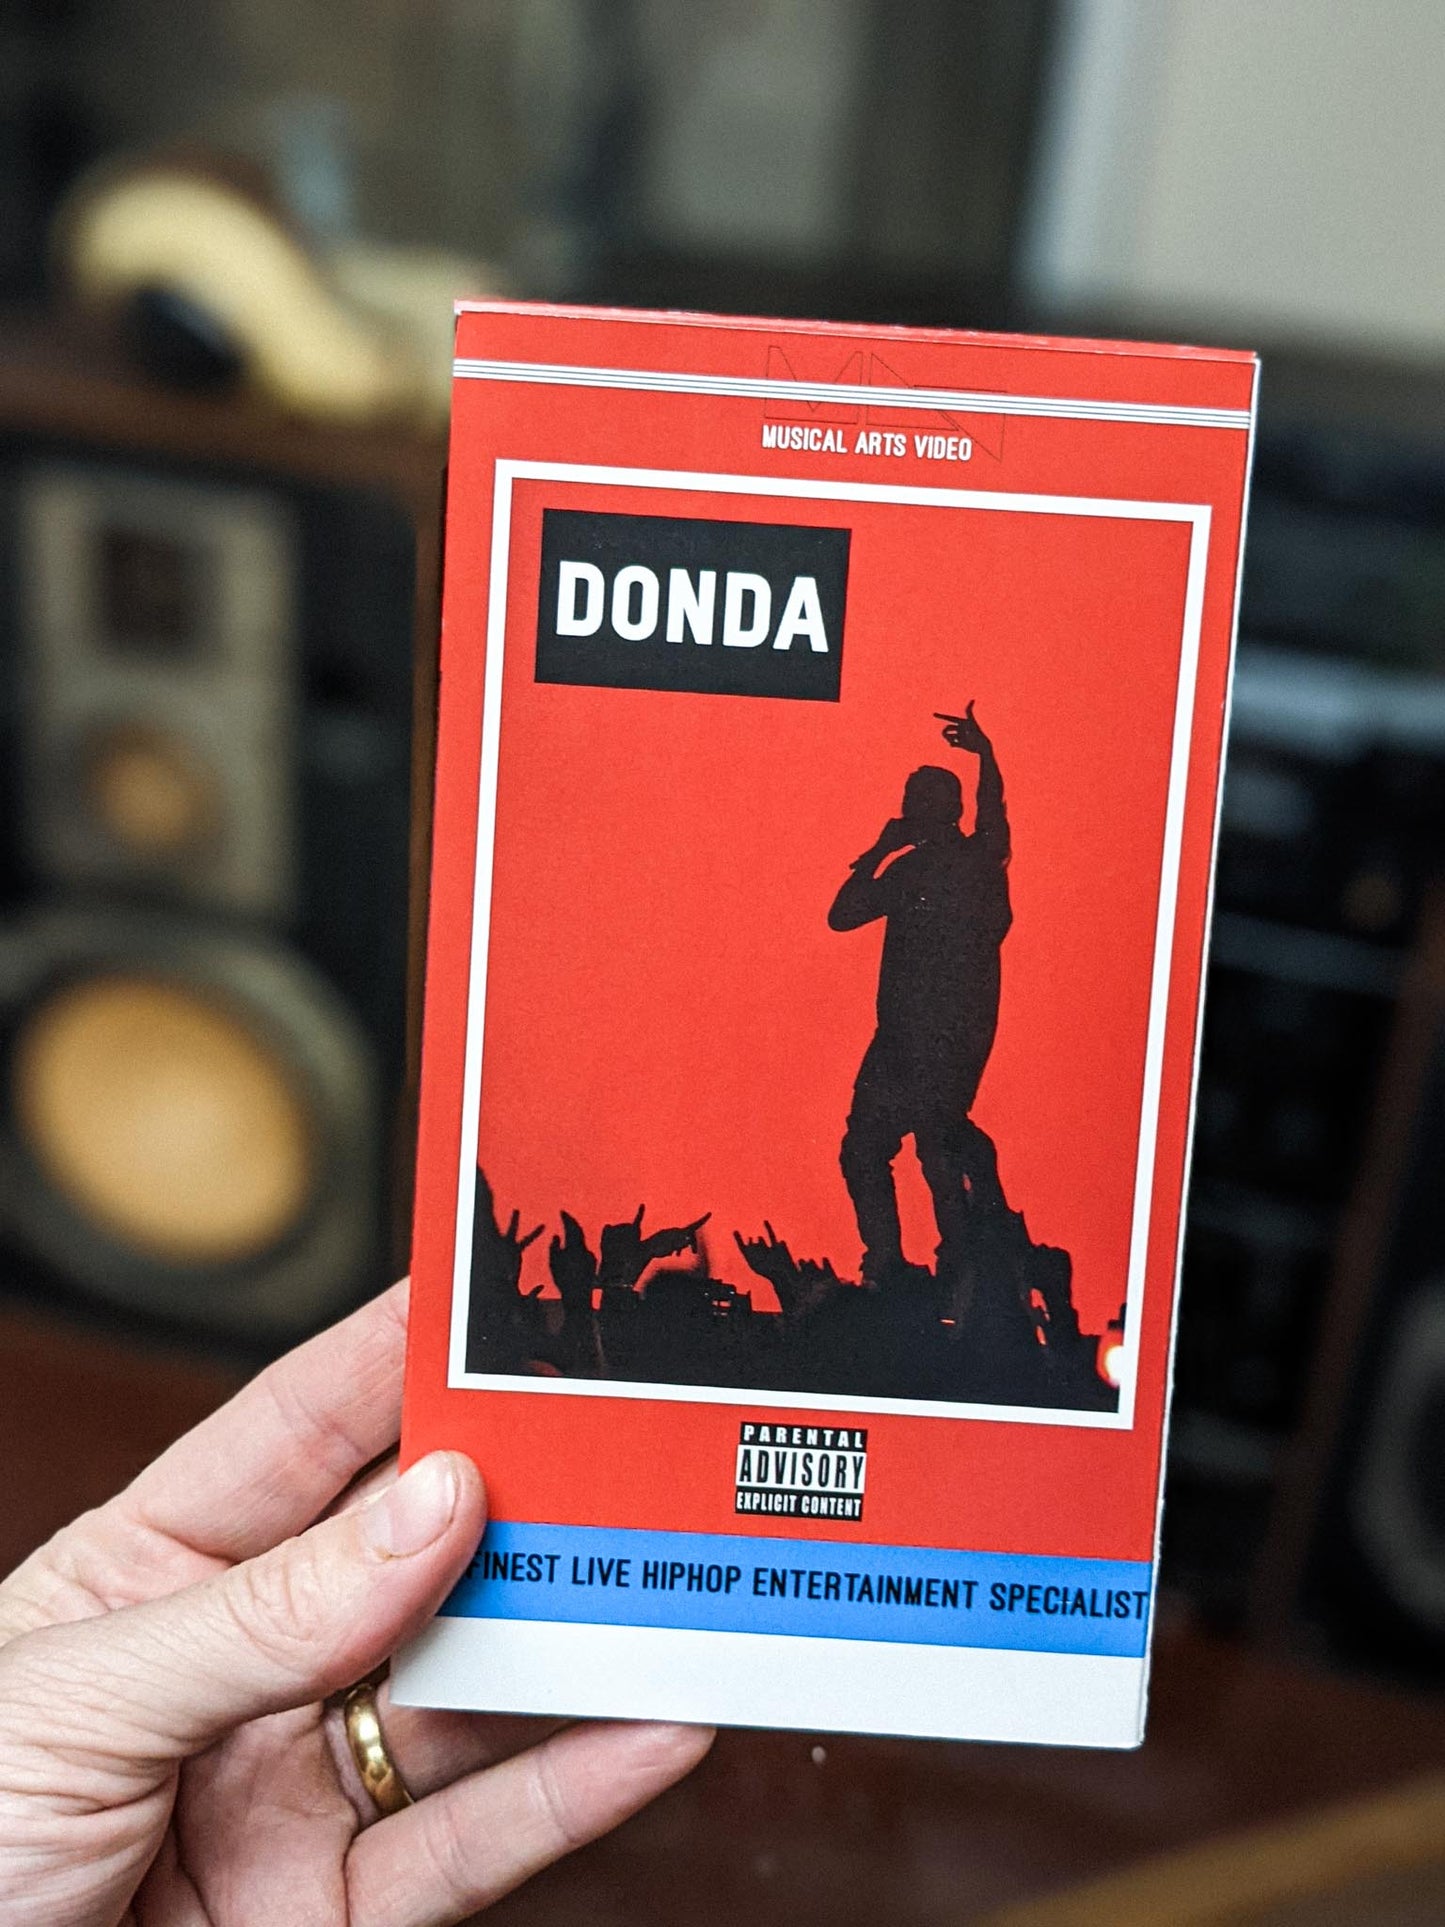 MUSICAL ARTS VIDEO
DONDA
PARENTAL
ADVISORY
EXPLICIT CONTENT
FINEST LIVE HIPHOP ENTERTAINMENT SPECIALIST